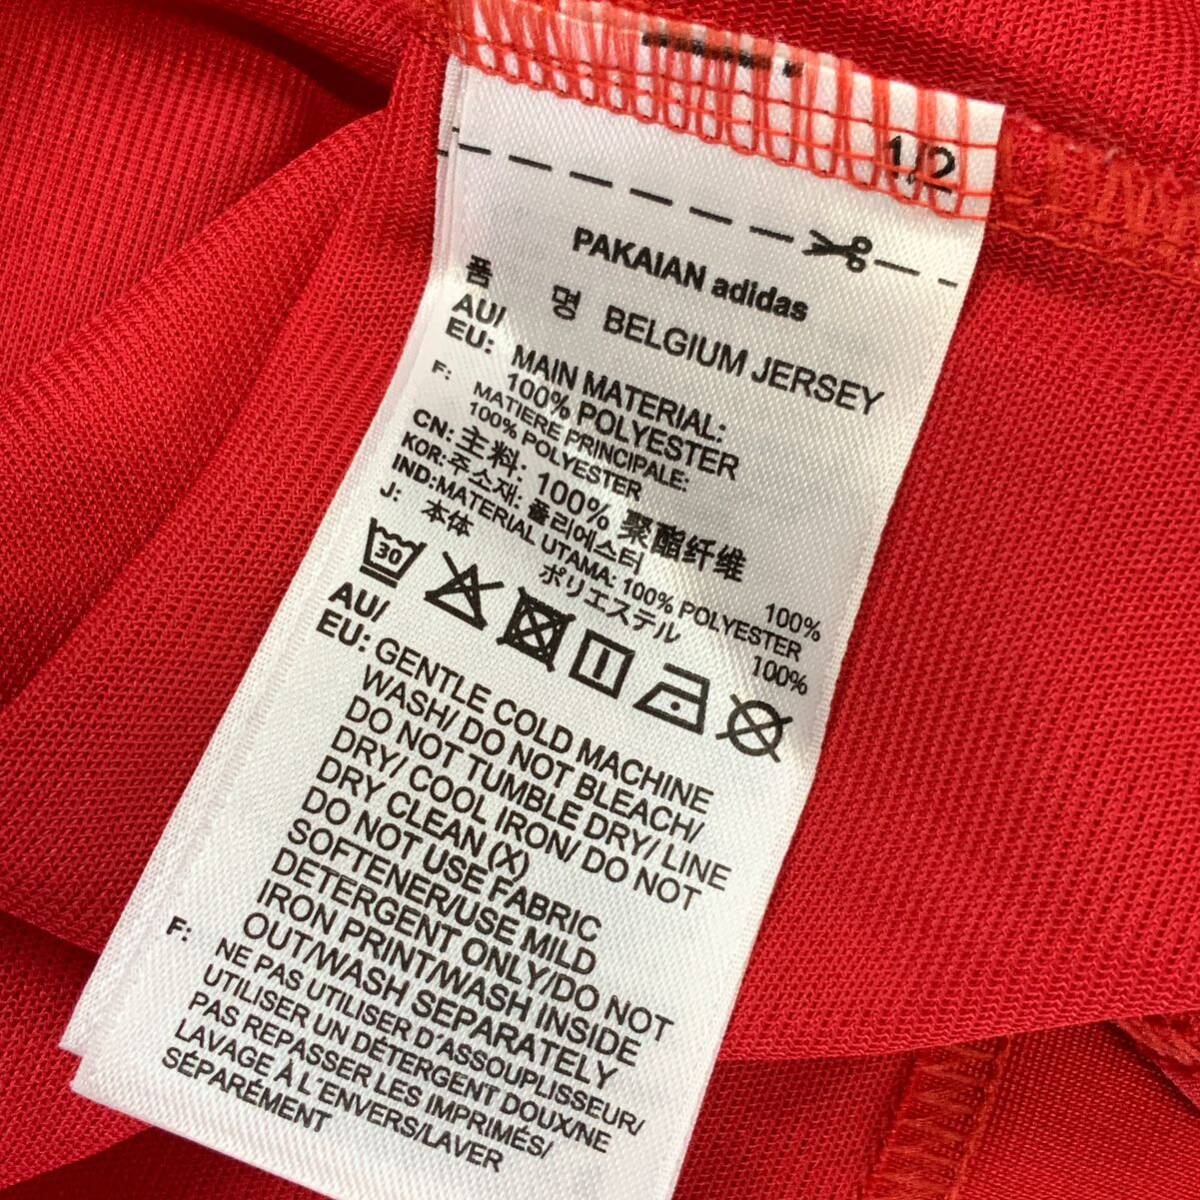 1/2
PAKAIAN adidas
품 명 BELGIUM JERSEY
AU/
EU: MAIN MATERIAL:
100% POLYESTER
F: MATIERE PRINCIPALE:
100% POLYESTER
CN: 主料: 100% 聚酯纤维
KOR: 주소재: 폴리에스터 100%
IND: MATERIAL UTAMA: 100% POLYESTER
J: 本体 ポリエステル 100%
30
AU/
EU: GENTLE COLD MACHINE
WASH/ DO NOT BLEACH/
DO NOT TUMBLE DRY/ LINE
DRY/ COOL IRON/ DO NOT
DRY CLEAN (X)
DO NOT USE FABRIC
SOFTENER/USE MILD
DETERGENT ONLY/DO NOT
IRON PRINT/WASH INSIDE
OUT/WASH SEPARATELY
F: NE PAS UTILISER D'ASSOUPLISSEUR/
UTILISER UN DÉTERGENT DOUX/NE
PAS REPASSER LES IMPRIMÉS/
LAVAGE À L'ENVERS/LAVER
SÉPARÉMENT